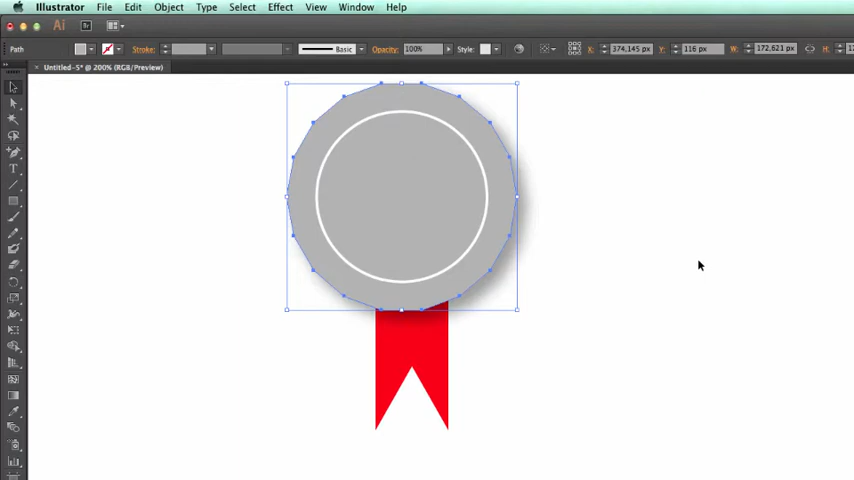 Illustrator File Edit Object Type Select Effect View Window Help
Ai Br
Path Stroke: Basic Opacity: 100% Style: X: 374,145 px Y: 116 px W: 172,621 px H:
× Untitled-5* @ 200% (RGB/Preview)
T